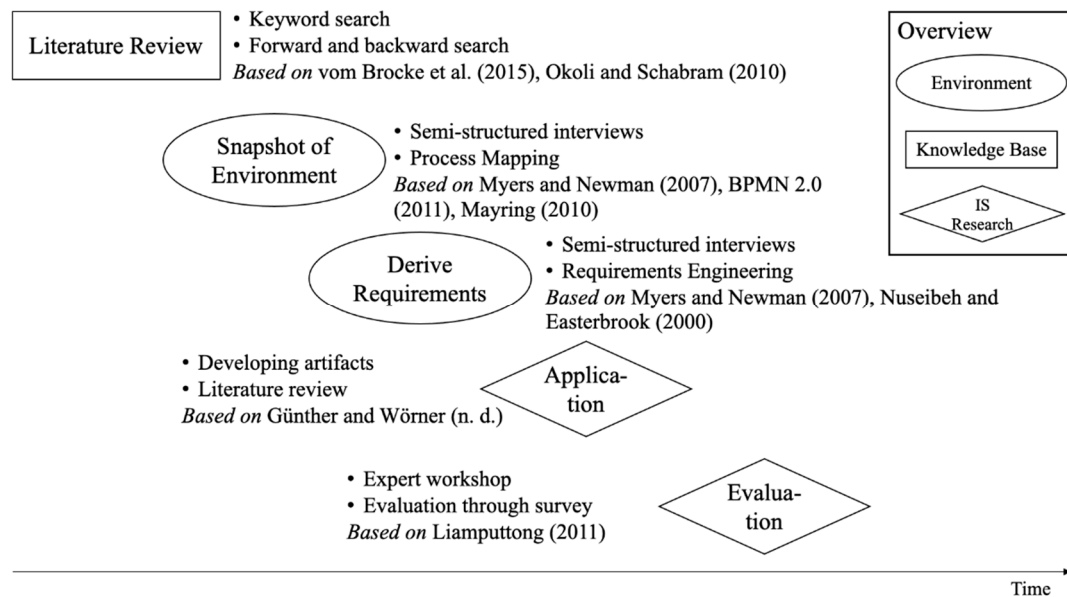 Literature Review
• Keyword search
• Forward and backward search
Based on vom Brocke et al. (2015), Okoli and Schabram (2010)
Overview
Environment
Knowledge Base
IS
Research
Snapshot of
Environment
• Semi-structured interviews
• Process Mapping
Based on Myers and Newman (2007), BPMN 2.0
(2011), Mayring (2010)
Derive
Requirements
• Semi-structured interviews
• Requirements Engineering
Based on Myers and Newman (2007), Nuseibeh and
Easterbrook (2000)
• Developing artifacts
• Literature review
Based on Günther and Wörner (n. d.)
Applica-
tion
• Expert workshop
• Evaluation through survey
Based on Liamputtong (2011)
Evalua-
tion
Time